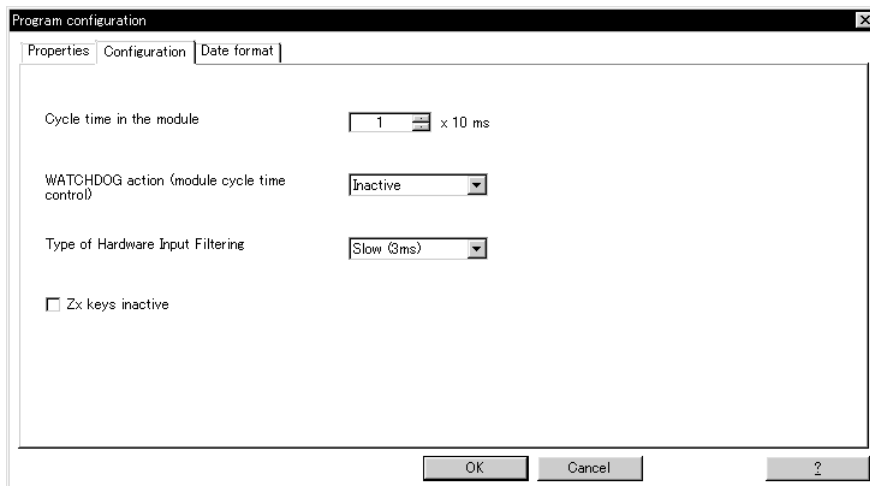 Program configuration
Properties Configuration Date format
Cycle time in the module 1 x 10 ms
WATCHDOG action (module cycle time
control) Inactive
Type of Hardware Input Filtering Slow (3ms)
Zx keys inactive
OK Cancel ?